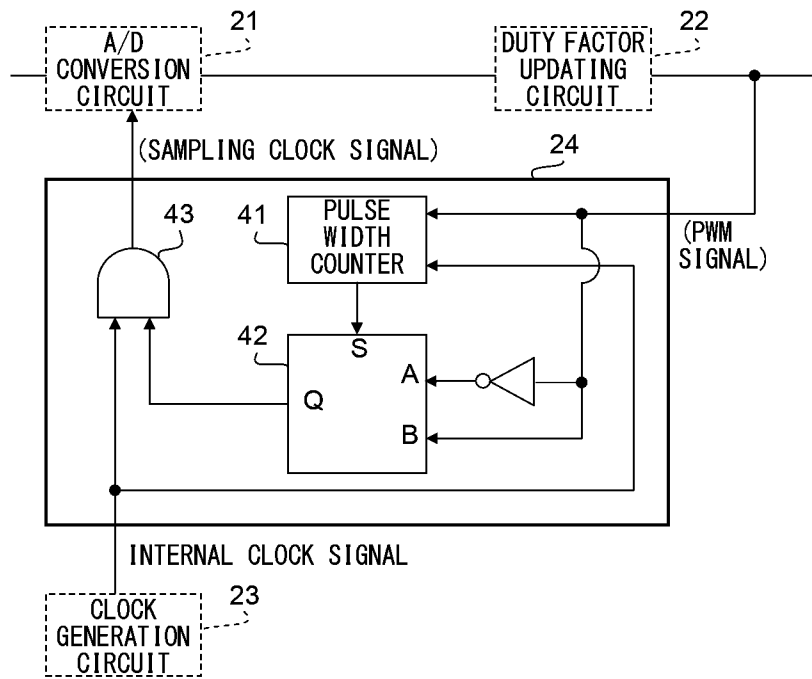 A/D
CONVERSION
CIRCUIT
21
DUTY FACTOR
UPDATING
CIRCUIT
22
(SAMPLING CLOCK SIGNAL)
24
43
41
PULSE
WIDTH
COUNTER
(PWM
SIGNAL)
42
S
A
Q
B
INTERNAL CLOCK SIGNAL
CLOCK
GENERATION
CIRCUIT
23